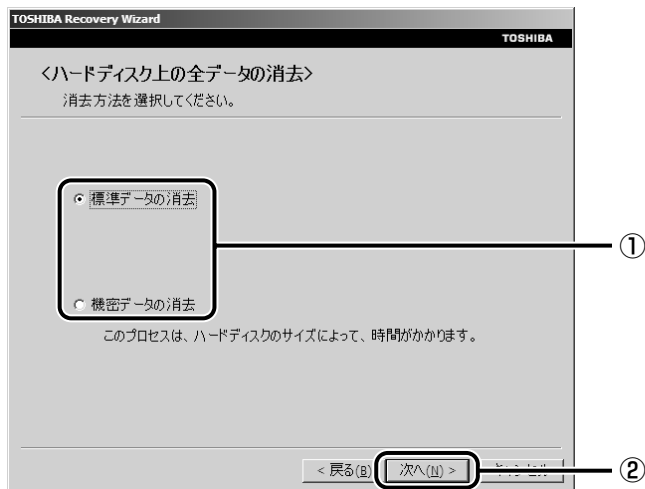 TOSHIBA Recovery Wizard
TOSHIBA
<ハードディスク上の全データの消去>
消去方法を選択してください。
標準データの消去
①
機密データの消去
このプロセスは、ハードディスクのサイズによって、時間がかかります。
< 戻る(B) 次へ(N) > ②